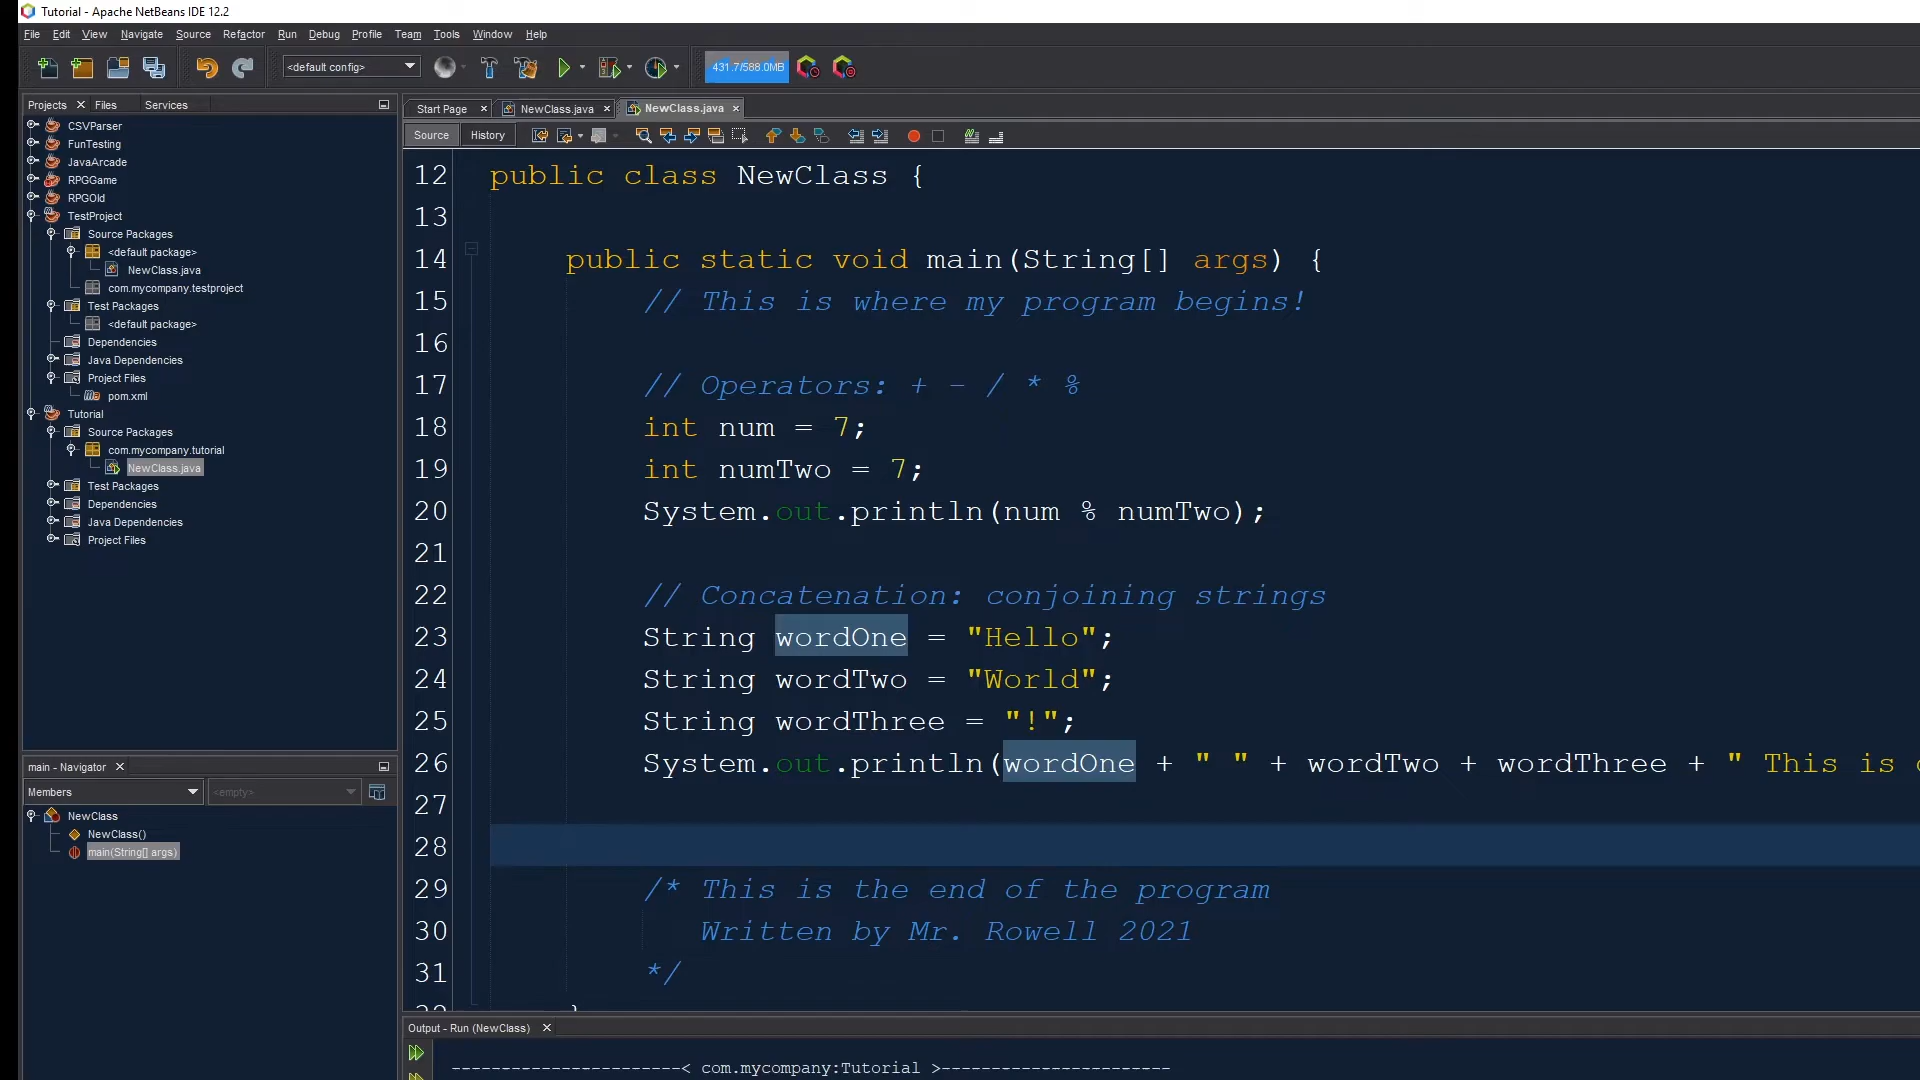 Tutorial - Apache NetBeans IDE 12.2
File Edit View Navigate Source Refactor Run Debug Profile Team Tools Window Help
<default config>
431.7/588.0MB
Projects Files Services
CSVParser
FunTesting
JavaArcade
RPGGame
RPGOld
TestProject
Source Packages
<default package>
NewClass.java
com.mycompany.testproject
Test Packages
<default package>
Dependencies
Java Dependencies
Project Files
pom.xml
Tutorial
Source Packages
com.mycompany.tutorial
NewClass.java
Test Packages
Dependencies
Java Dependencies
Project Files
main - Navigator
Members <empty>
NewClass
NewClass()
main(String[] args)
Start Page NewClass.java NewClass.java
Source History
12 public class NewClass {
13
14 public static void main(String[] args) {
15 // This is where my program begins!
16
17 // Operators: + - / * %
18 int num = 7;
19 int numTwo = 7;
20 System.out.println(num % numTwo);
21
22 // Concatenation: conjoining strings
23 String wordOne = "Hello";
24 String wordTwo = "World";
25 String wordThree = "!";
26 System.out.println(wordOne + " " + wordTwo + wordThree + " This is
27
28
29 /* This is the end of the program
30 Written by Mr. Rowell 2021
31 */
Output - Run (NewClass)
-----------------------< com.mycompany:Tutorial >-----------------------